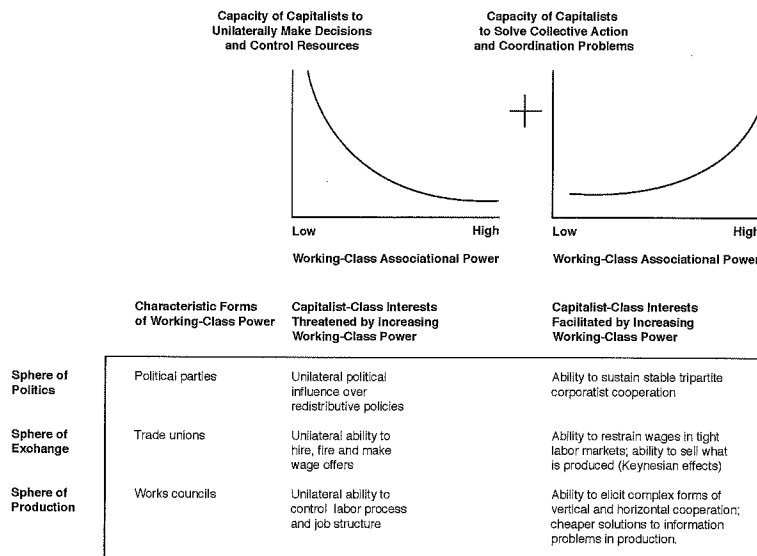 Capacity of Capitalists to
Unilaterally Make Decisions
and Control Resources
Capacity of Capitalists
to Solve Collective Action
and Coordination Problems
+
Low
High
Working-Class Associational Power
Low
High
Working-Class Associational Power
Characteristic Forms
of Working-Class Power
Capitalist-Class Interests
Threatened by Increasing
Working-Class Power
Capitalist-Class Interests
Facilitated by Increasing
Working-Class Power
Sphere of
Politics
Political parties
Unilateral political
influence over
redistributive policies
Ability to sustain stable tripartite
corporatist cooperation
Sphere of
Exchange
Trade unions
Unilateral ability to
hire, fire and make
wage offers
Ability to restrain wages in tight
labor markets; ability to sell what
is produced (Keynesian effects)
Sphere of
Production
Works councils
Unilateral ability to
control labor process
and job structure
Ability to elicit complex forms of
vertical and horizontal cooperation;
cheaper solutions to information
problems in production.